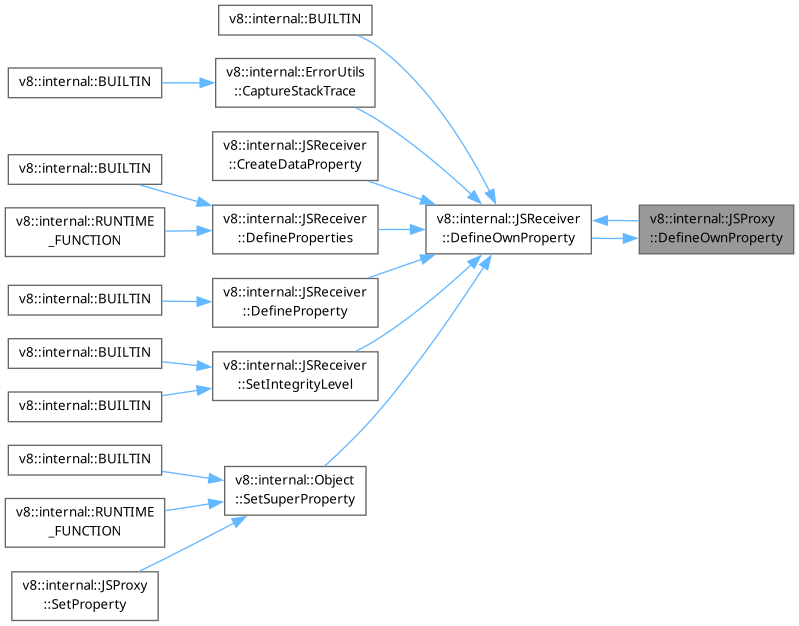 v8::internal::BUILTIN
v8::internal::ErrorUtils
::CaptureStackTrace
v8::internal::BUILTIN
v8::internal::JSReceiver
::CreateDataProperty
v8::internal::BUILTIN
v8::internal::RUNTIME
_FUNCTION
v8::internal::JSReceiver
::DefineProperties
v8::internal::JSReceiver
::DefineOwnProperty
v8::internal::JSProxy
::DefineOwnProperty
v8::internal::BUILTIN
v8::internal::JSReceiver
::DefineProperty
v8::internal::BUILTIN
v8::internal::JSReceiver
::SetIntegrityLevel
v8::internal::BUILTIN
v8::internal::BUILTIN
v8::internal::Object
::SetSuperProperty
v8::internal::RUNTIME
_FUNCTION
v8::internal::JSProxy
::SetProperty